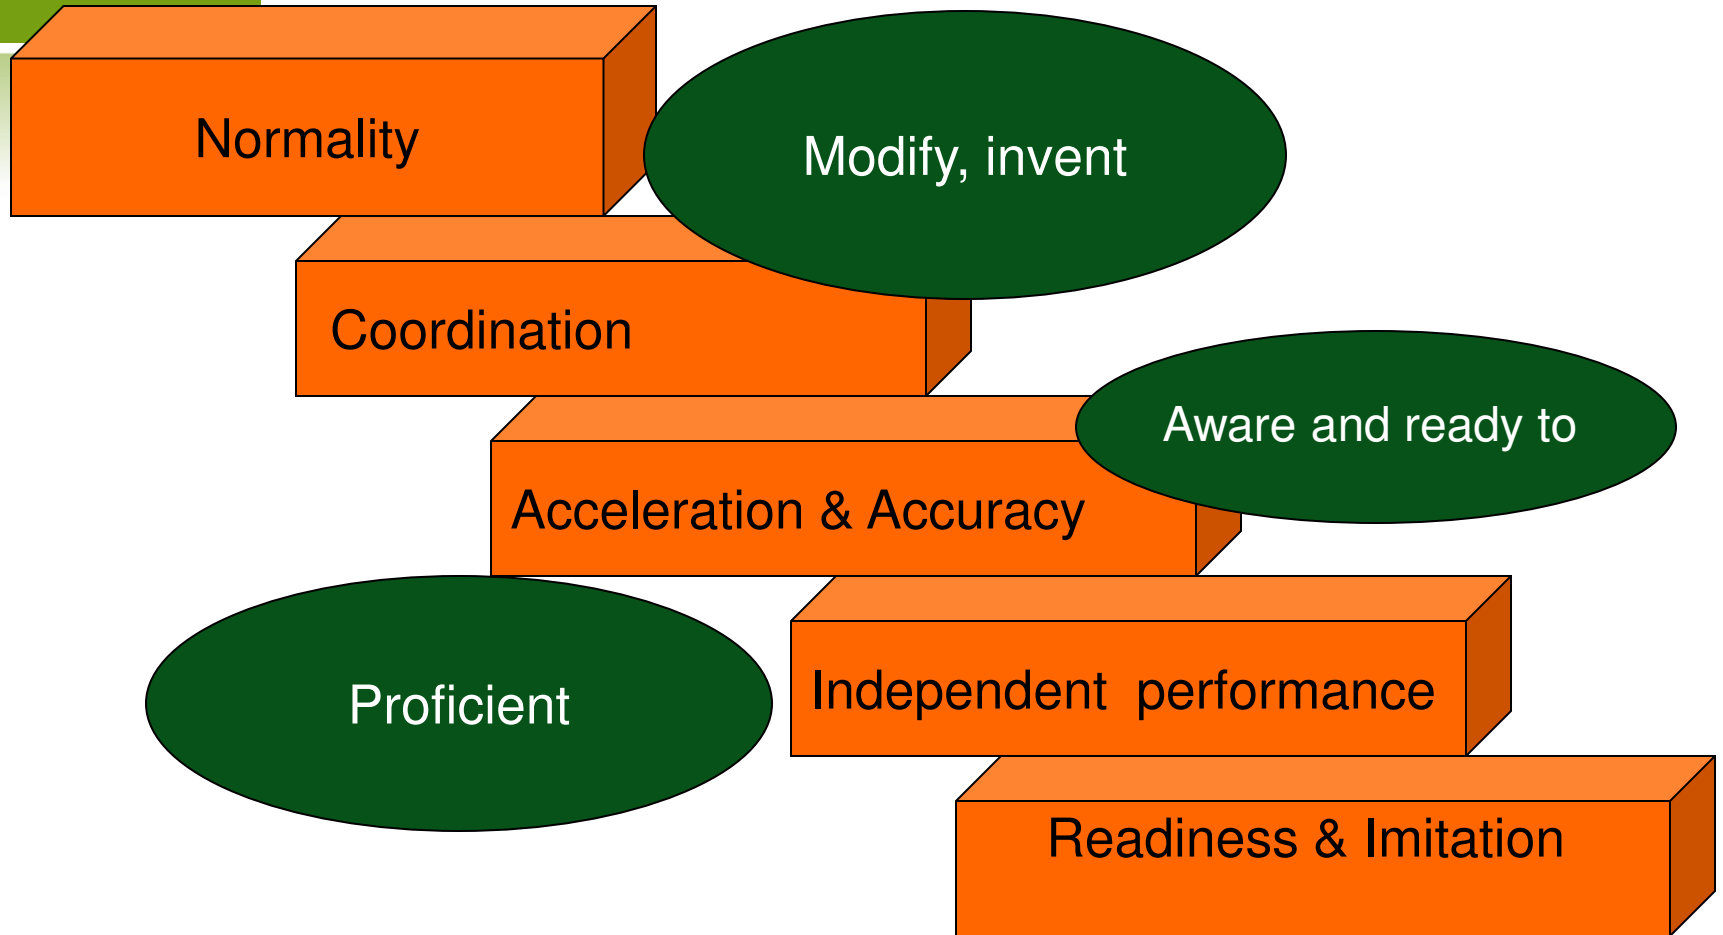 Normality
Modify, invent
Coordination
Aware and ready to
Acceleration & Accuracy
Proficient
Independent  performance
Readiness & Imitation